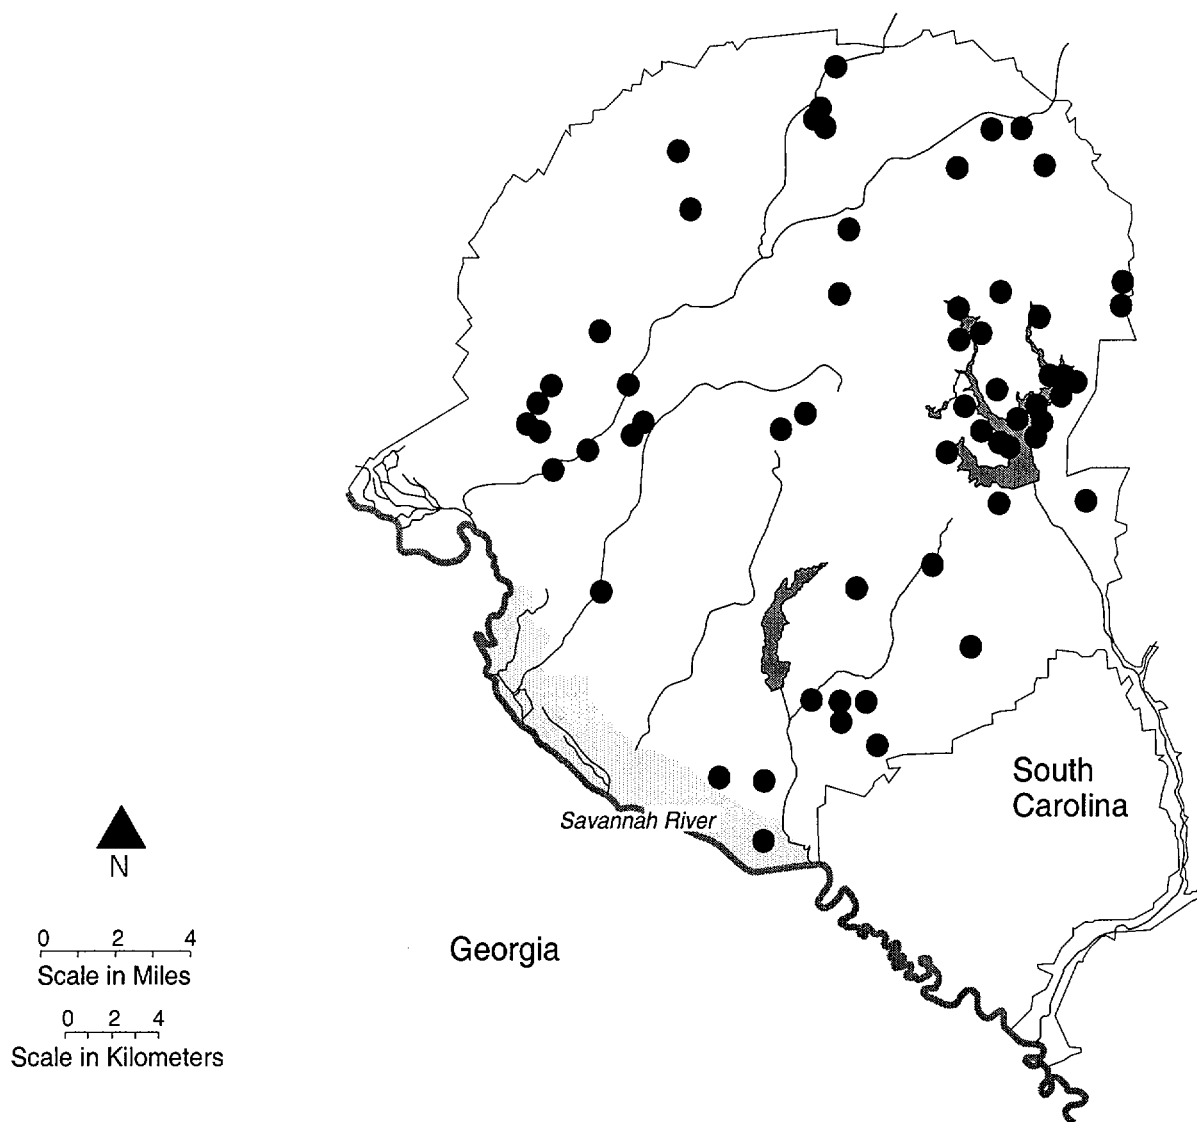 South
Carolina
Savannah River
N
Georgia
0 2 4
Scale in Miles
0 2 4
Scale in Kilometers